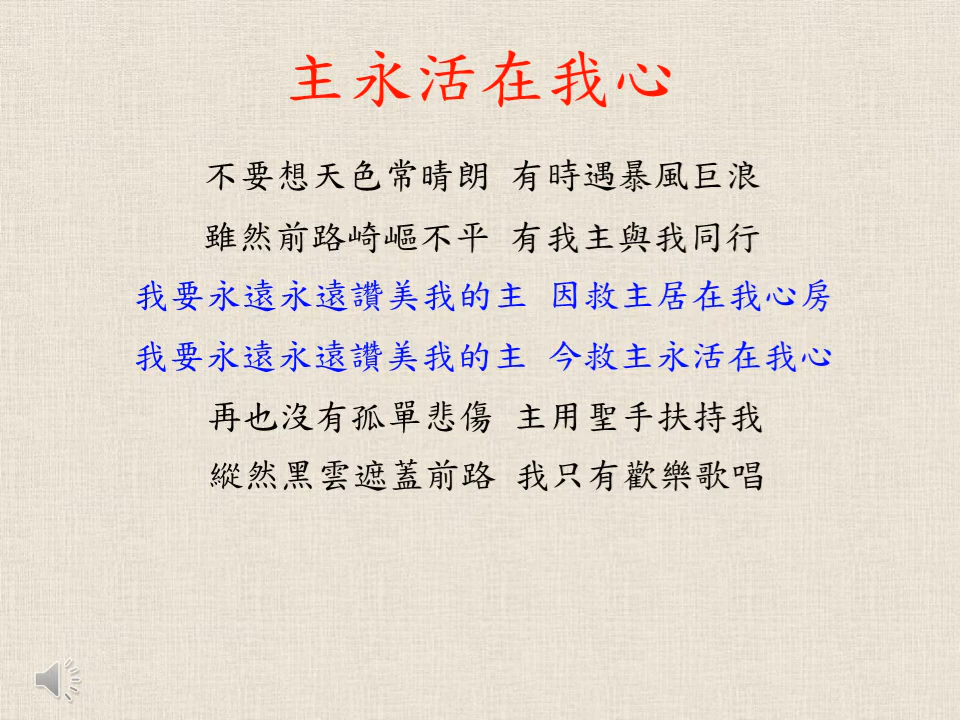 主永活在我心
不要想天色常晴朗 有時遇暴風巨浪
雖然前路崎嶇不平 有我主與我同行
我要永遠永遠讚美我的主 因救主居在我心房
我要永遠永遠讚美我的主 今救主永活在我心
再也沒有孤單悲傷 主用聖手扶持我
縱然黑雲遮蓋前路 我只有歡樂歌唱